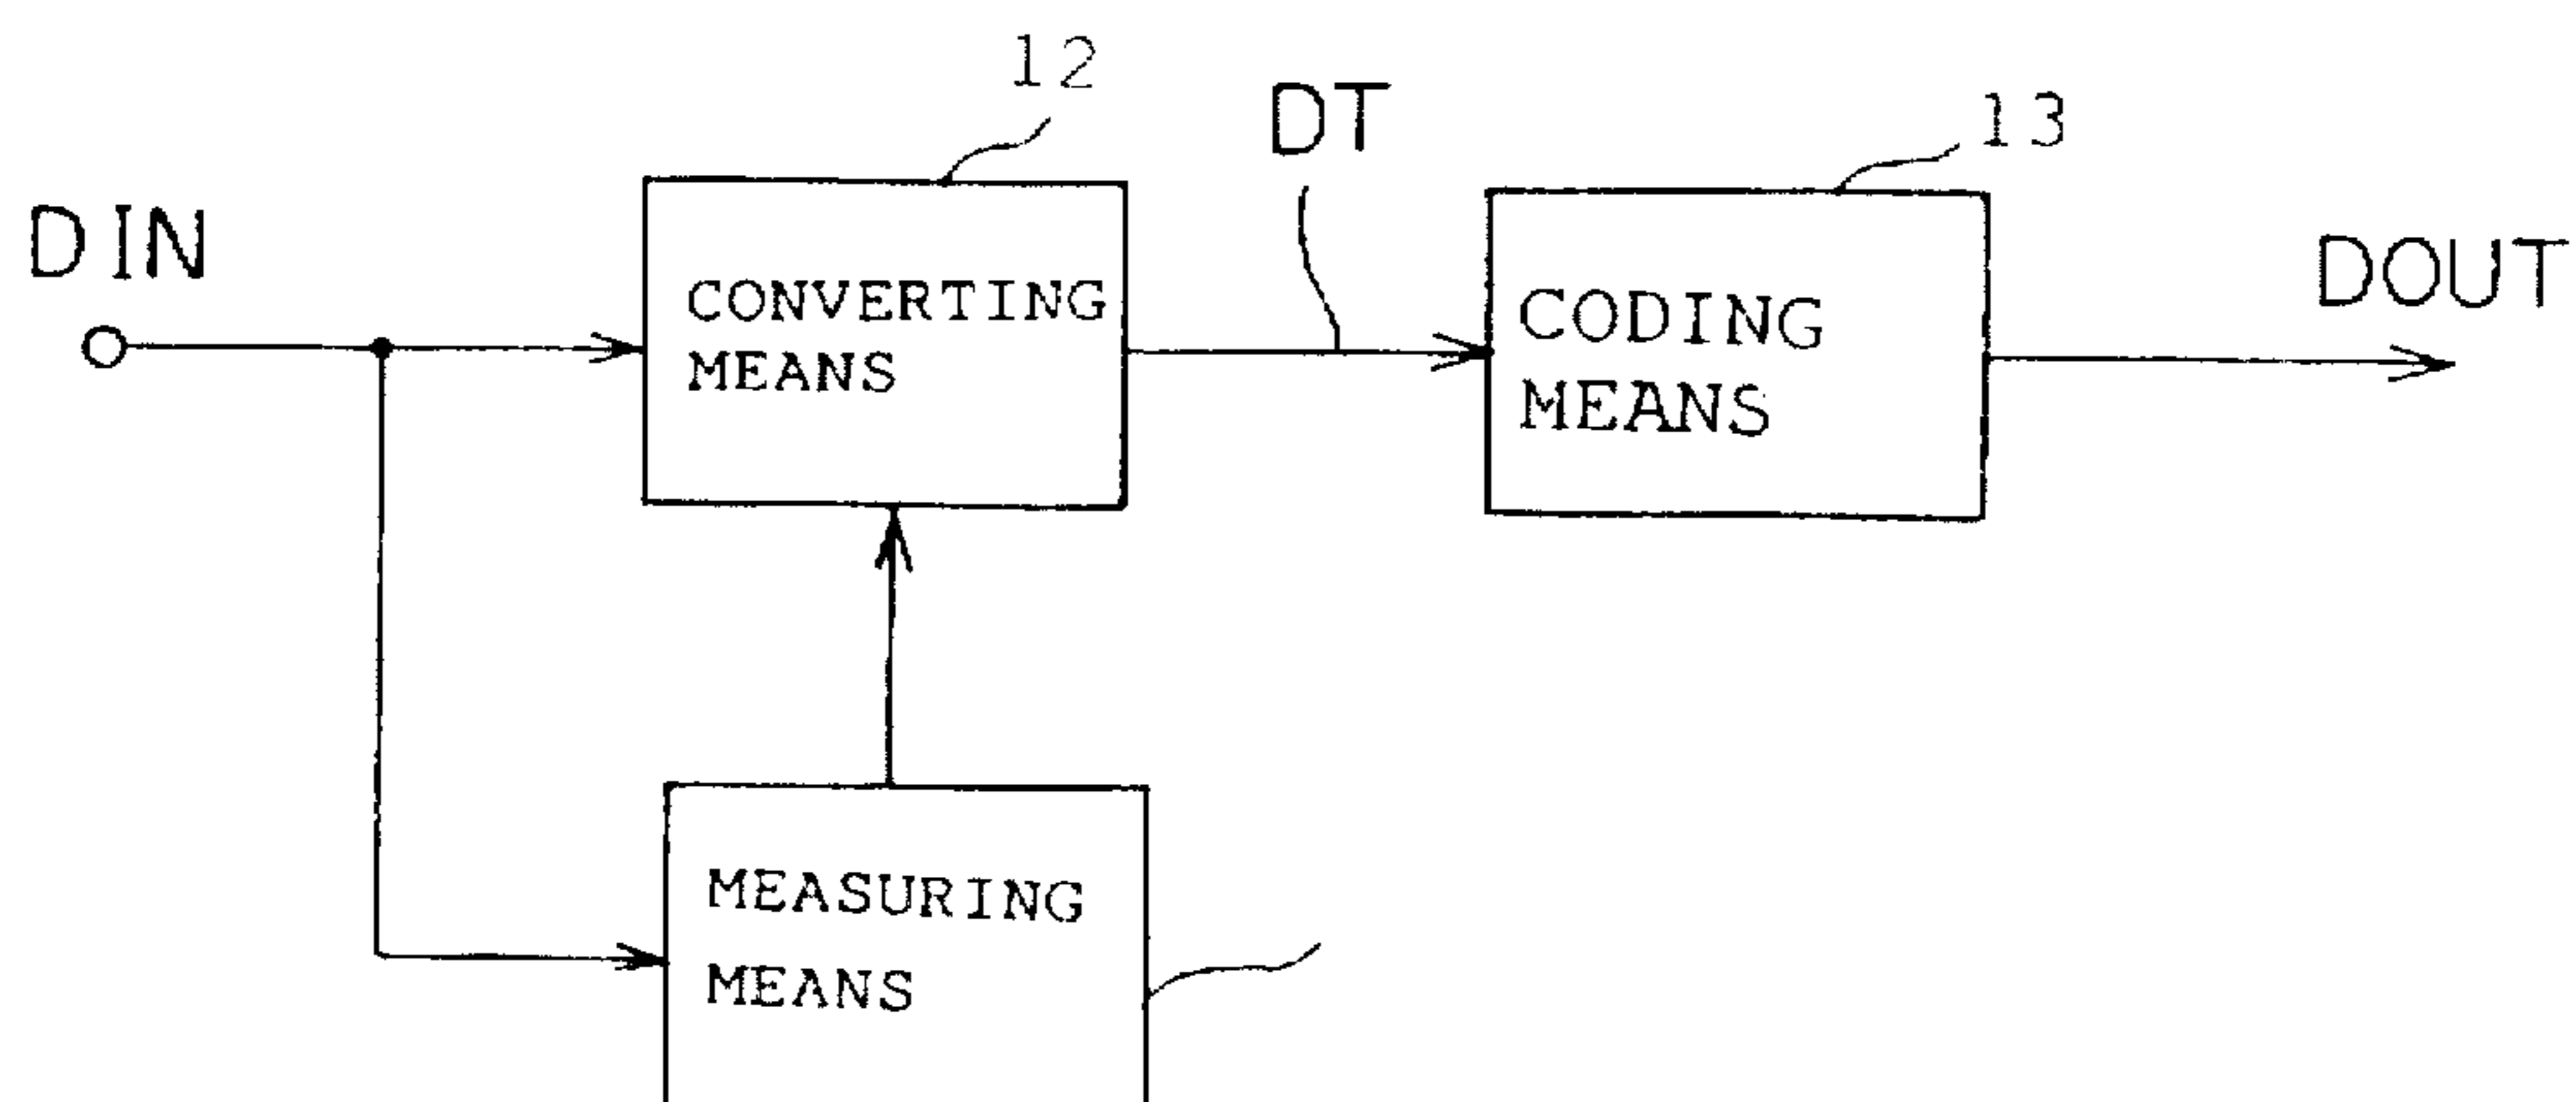 12
DT
13
DIN
DOUT
CONVERTING
MEANS
CODING
MEANS
MEASURING
MEANS